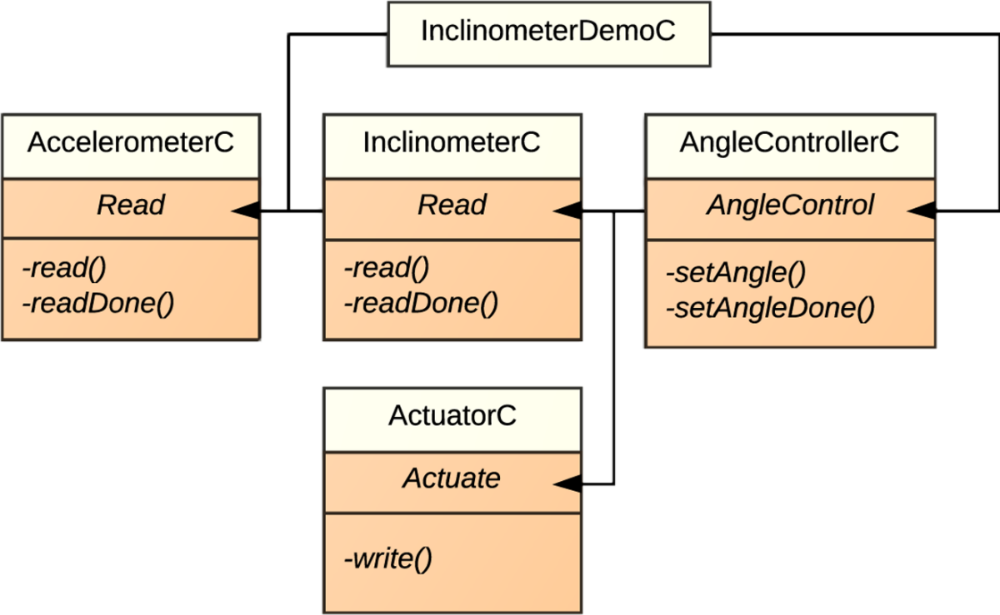 InclinometerDemoC
AccelerometerC
Read
-read()
-readDone()
InclinometerC
Read
-read()
-readDone()
AngleControllerC
AngleControl
-setAngle()
-setAngleDone()
ActuatorC
Actuate
-write()